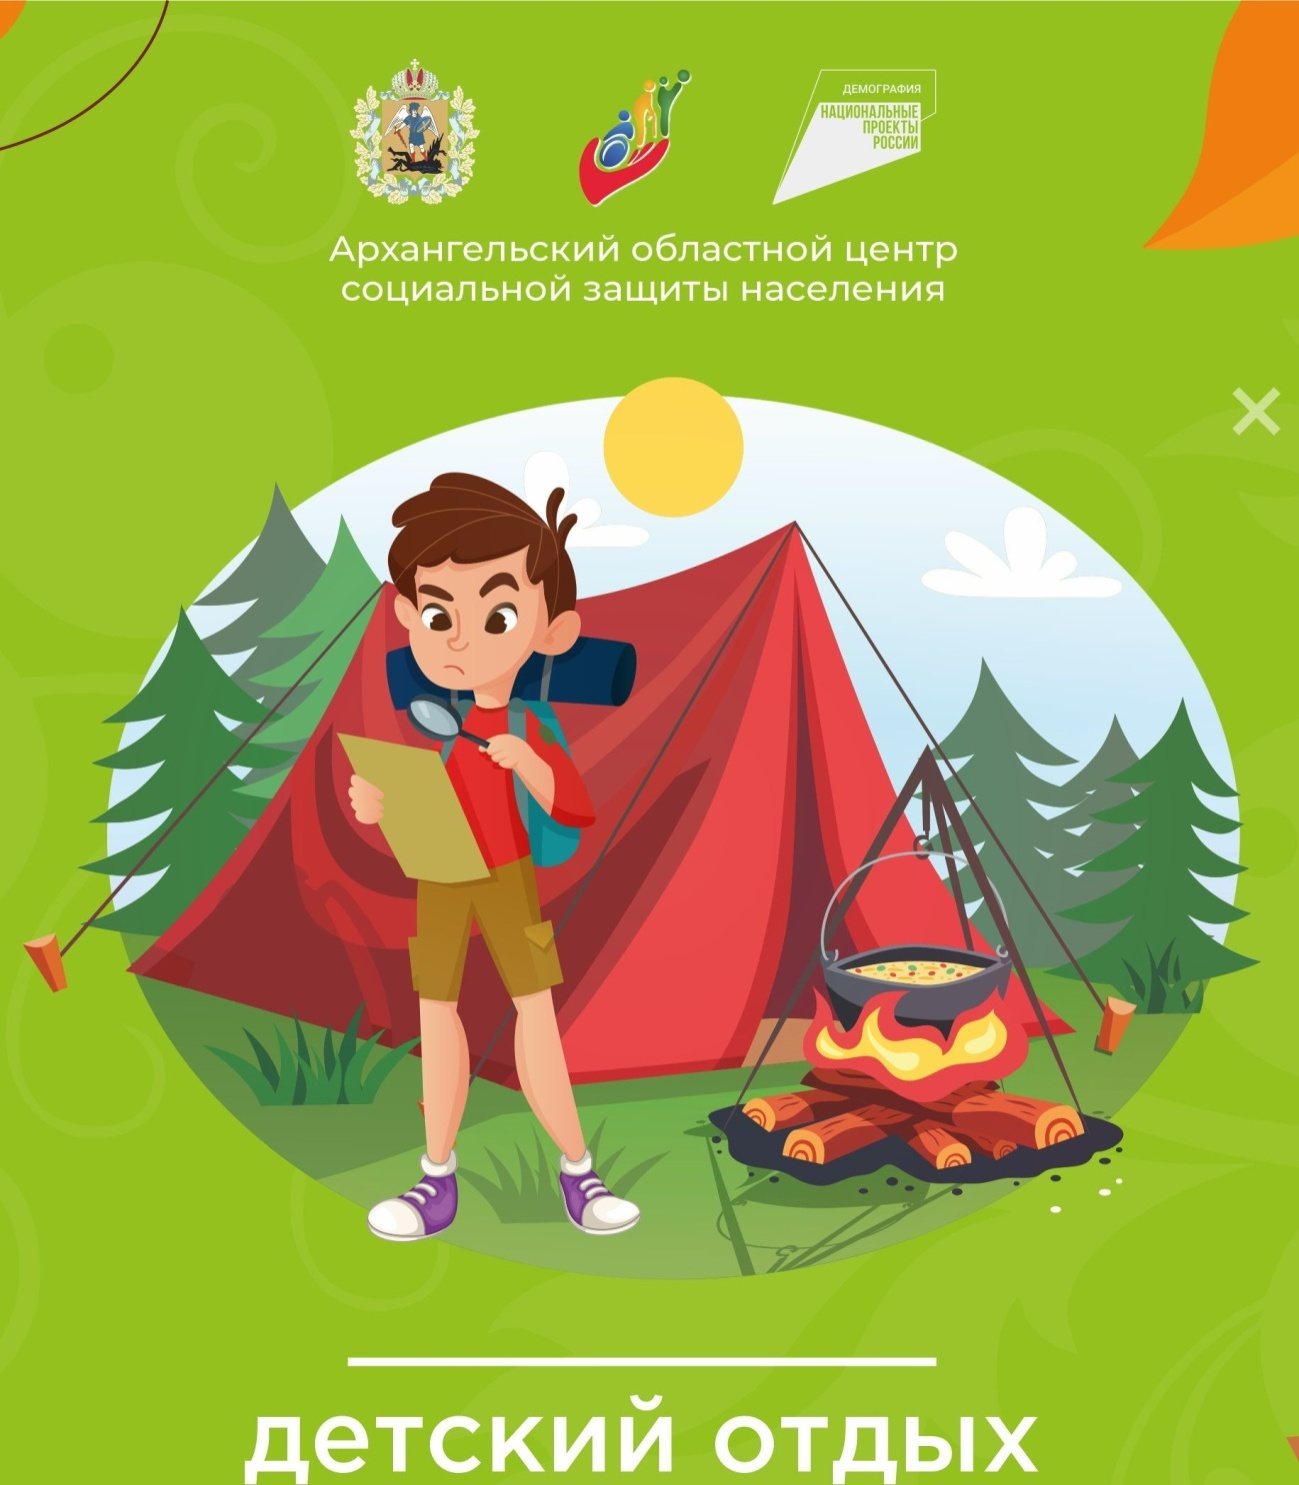 ДЕМОГРАФИЯ
НАЦИОНАЛЬНЫЕ
ПРОЕКТЫ
РОССИИ
Архангельский областной центр
социальной защиты населения
детский отдых